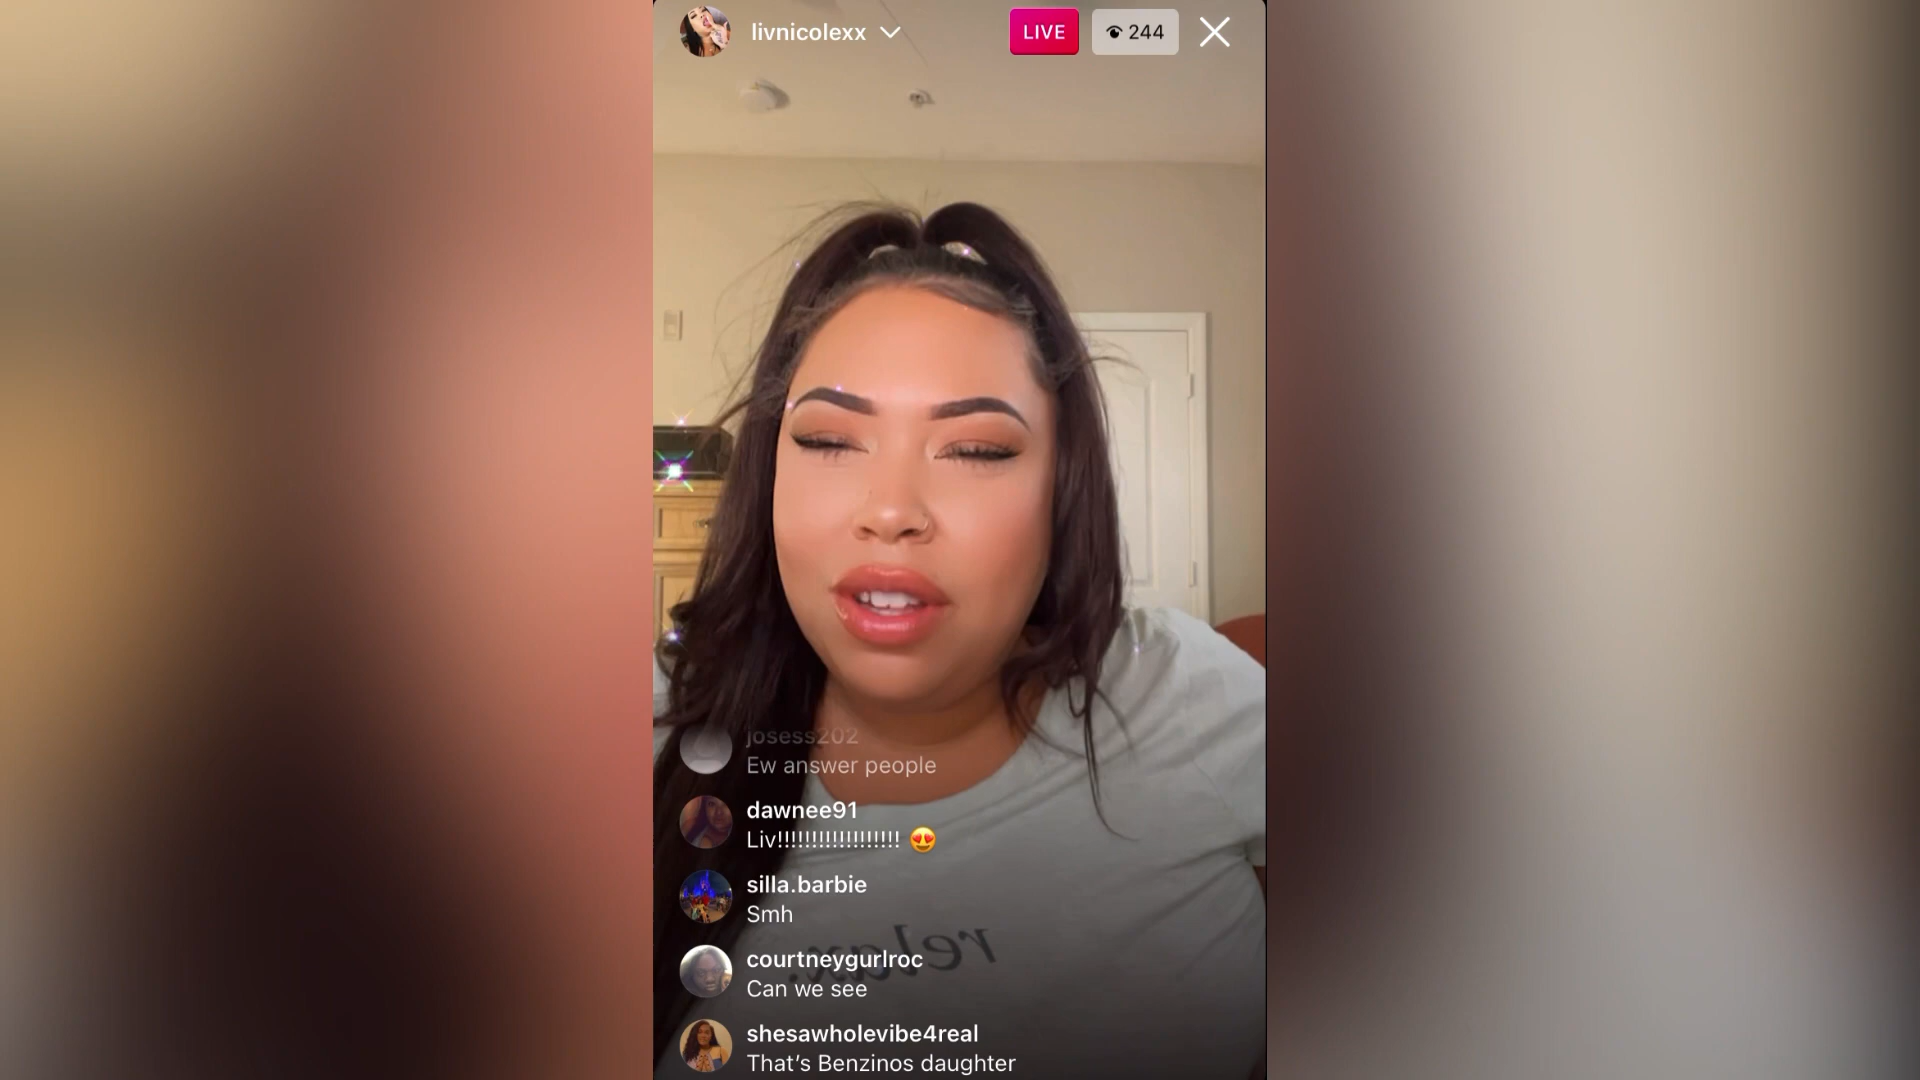 livnicolexx
LIVE
244
josess202
Ew answer people
dawnee91
Liv!!!!!!!!!!!!!!!!!! 😍
silla.barbie
Smh
relax.
courtneygurlroc
Can we see
shesawholevibe4real
That's Benzinos daughter